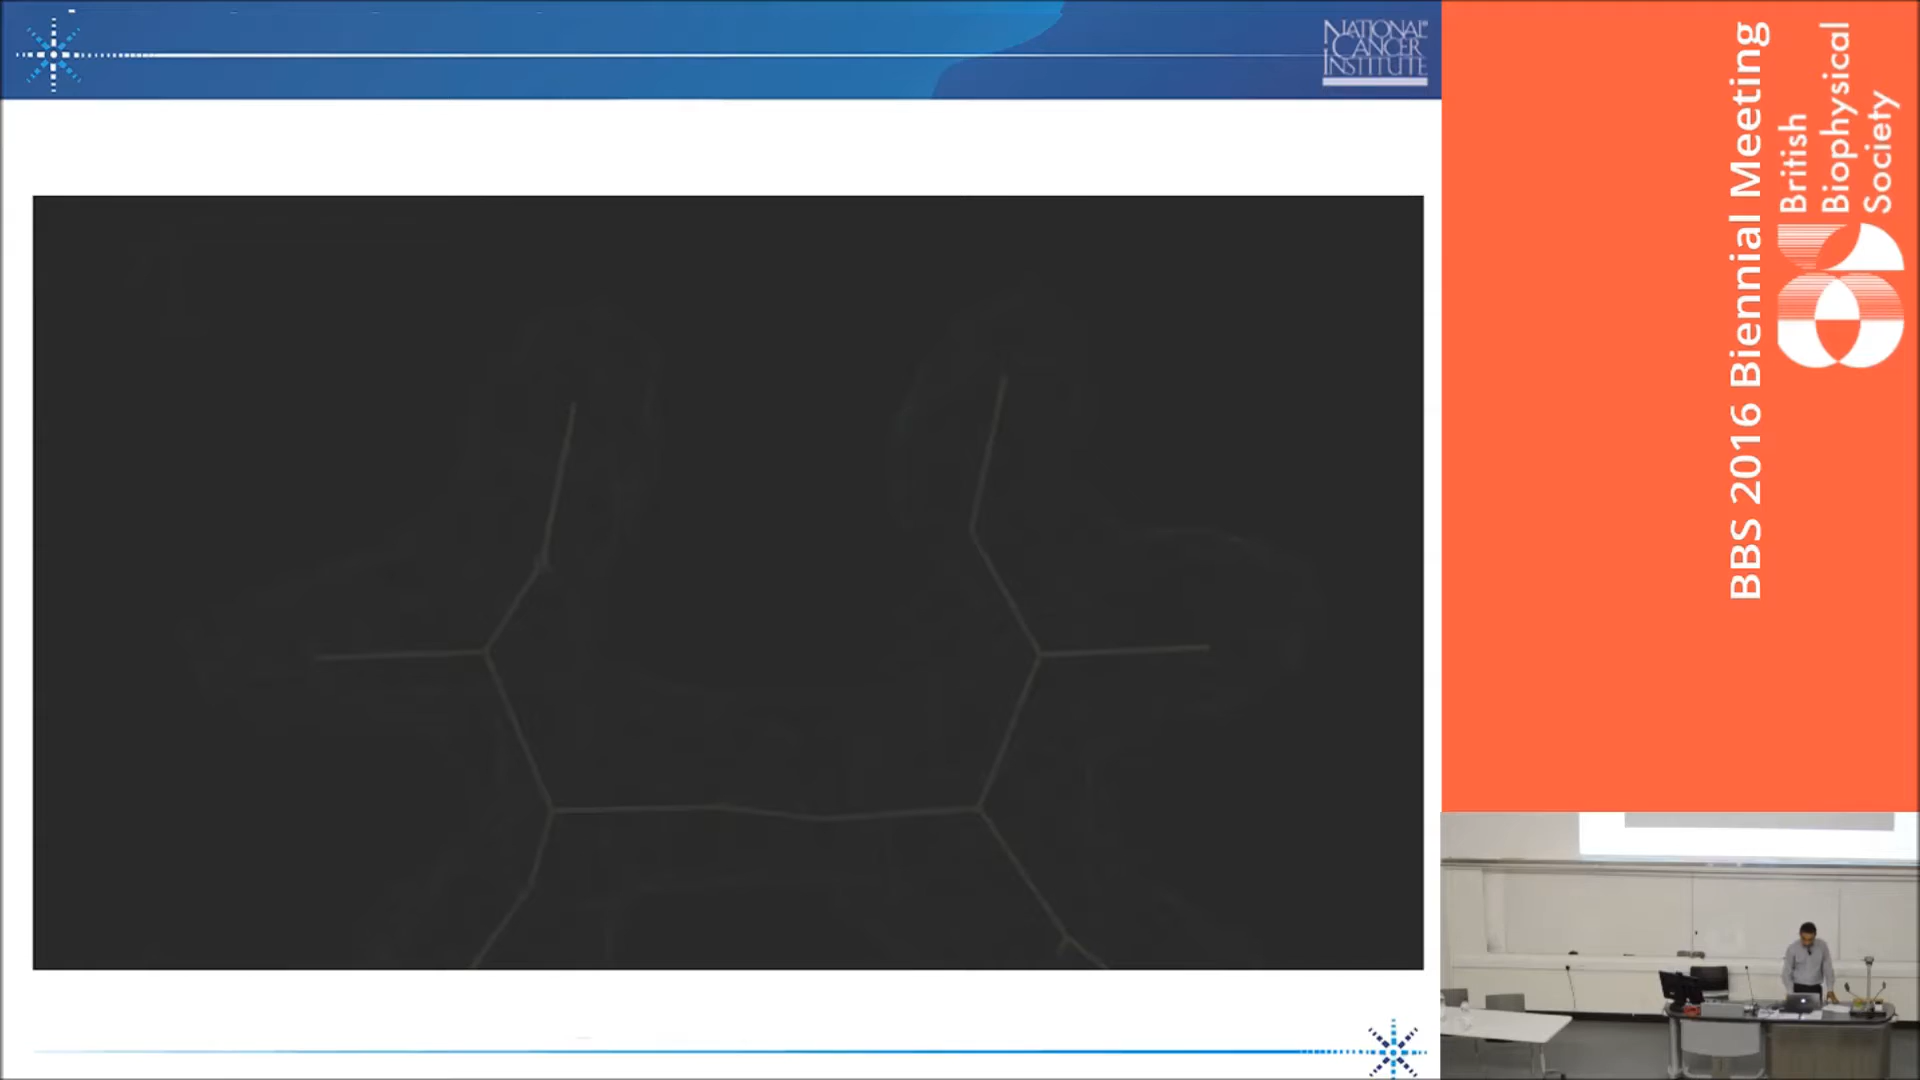 NATIONAL
CANCER
INSTITUTE
BBS 2016 Biennial Meeting
British
Biophysical
Society